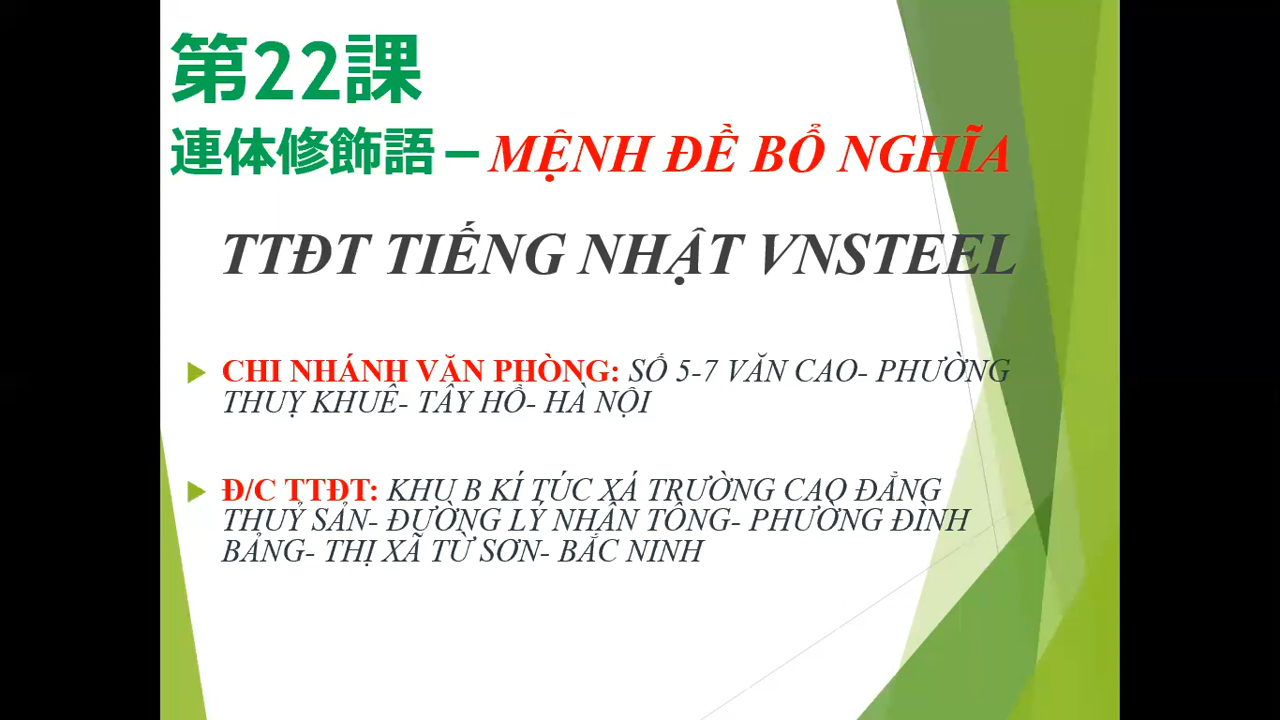 第22課
連体修飾語 – MỆNH ĐỀ BỔ NGHĨA
TTĐT TIẾNG NHẬT VNSTEEL
CHI NHÁNH VĂN PHÒNG: SỐ 5-7 VĂN CAO- PHƯỜNG
THUỴ KHUÊ- TÂY HỒ- HÀ NỘI
Đ/C TTĐT: KHU B KÍ TÚC XÁ TRƯỜNG CAO ĐẲNG
THUỶ SẢN- ĐƯỜNG LÝ NHÂN TÔNG- PHƯỜNG ĐÌNH
BẢNG- THỊ XÃ TỪ SƠN- BẮC NINH